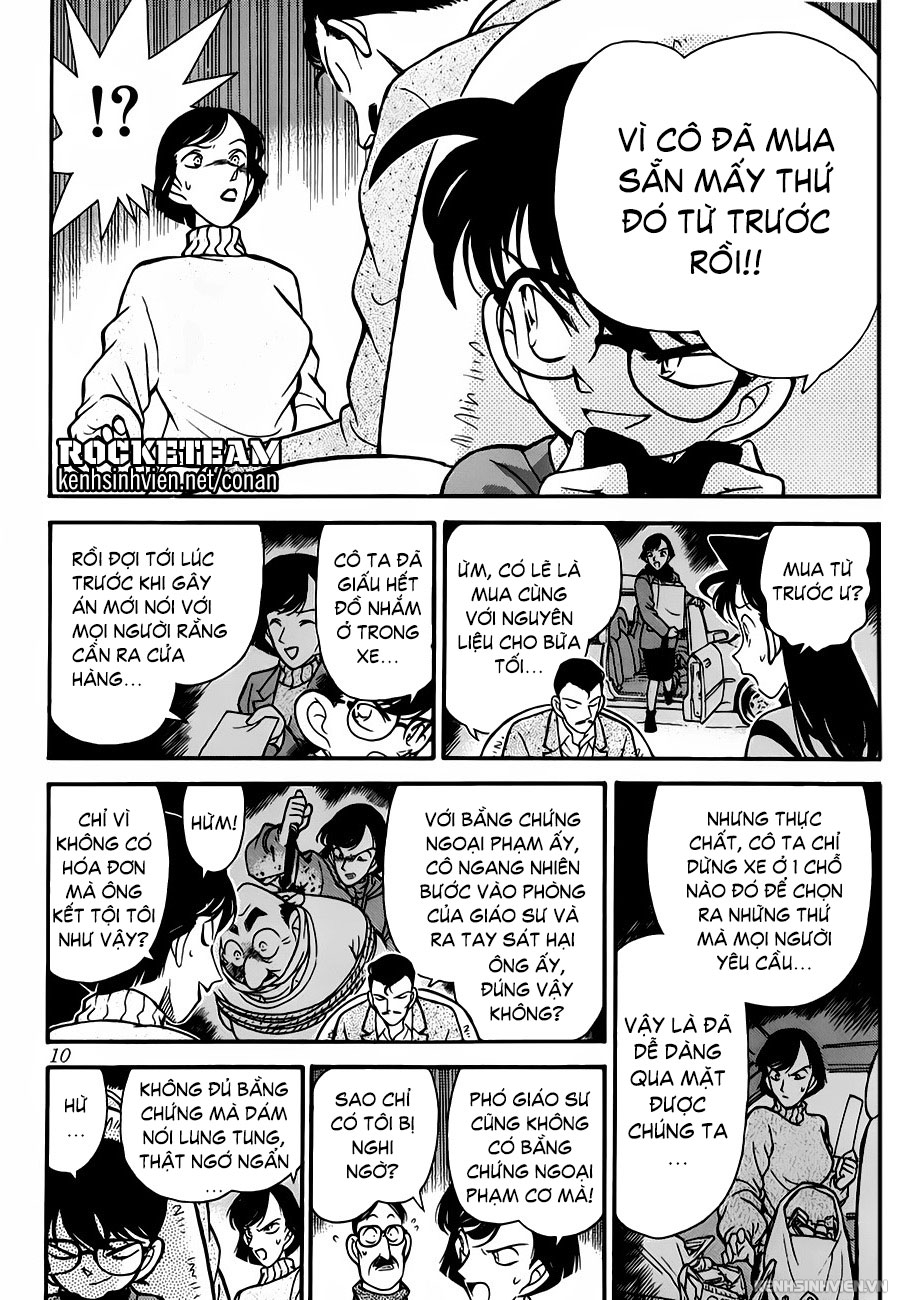 !?
VÌ CÔ ĐÃ MUA
SẴN MẤY THỨ
ĐÓ TỪ TRƯỚC
RỒI!!
ROCKETEAM
kenhsinhvien.net/conan
MUA TỪ
TRƯỚC Ư?
ỪM, CÓ LẼ LÀ
MUA CÙNG
VỚI NGUYÊN
LIỆU CHO BỮA
TỐI...
CÔ TA ĐÃ
GIẤU HẾT
ĐỒ NHẮM
Ở TRONG
XE...
RỒI ĐỢI TỚI LÚC
TRƯỚC KHI GÂY
ÁN MỚI NÓI VỚI
MỌI NGƯỜI RẰNG
CẦN RA CỬA
HÀNG...
NHƯNG THỰC
CHẤT, CÔ TA CHỈ
DỪNG XE Ở 1 CHỖ
NÀO ĐÓ ĐỂ CHỌN
RA NHỮNG THỨ
MÀ MỌI NGƯỜI
YÊU CẦU...
VẬY LÀ ĐÃ
DỄ DÀNG
QUA MẶT
ĐƯỢC
CHÚNG TA
...
VỚI BẰNG CHỨNG
NGOẠI PHẠM ẤY,
CÔ NGANG NHIÊN
BƯỚC VÀO PHÒNG
CỦA GIÁO SƯ VÀ
RA TAY SÁT HẠI
ÔNG ẤY,
ĐÚNG VẬY
KHÔNG?
HỪM!
CHỈ VÌ
KHÔNG CÓ
HÓA ĐƠN
MÀ ÔNG
KẾT TỘI TÔI
NHƯ VẬY?
10
PHÓ GIÁO SƯ
CŨNG KHÔNG
CÓ BẰNG
CHỨNG NGOẠI
PHẠM CƠ MÀ!
SAO CHỈ
CÓ TÔI BỊ
NGHI
NGỜ?
KHÔNG ĐỦ BẰNG
CHỨNG MÀ DÁM
NÓI LUNG TUNG,
THẬT NGỚ NGẨN
...
HỪ
...
KENHSINHVIEN.VN